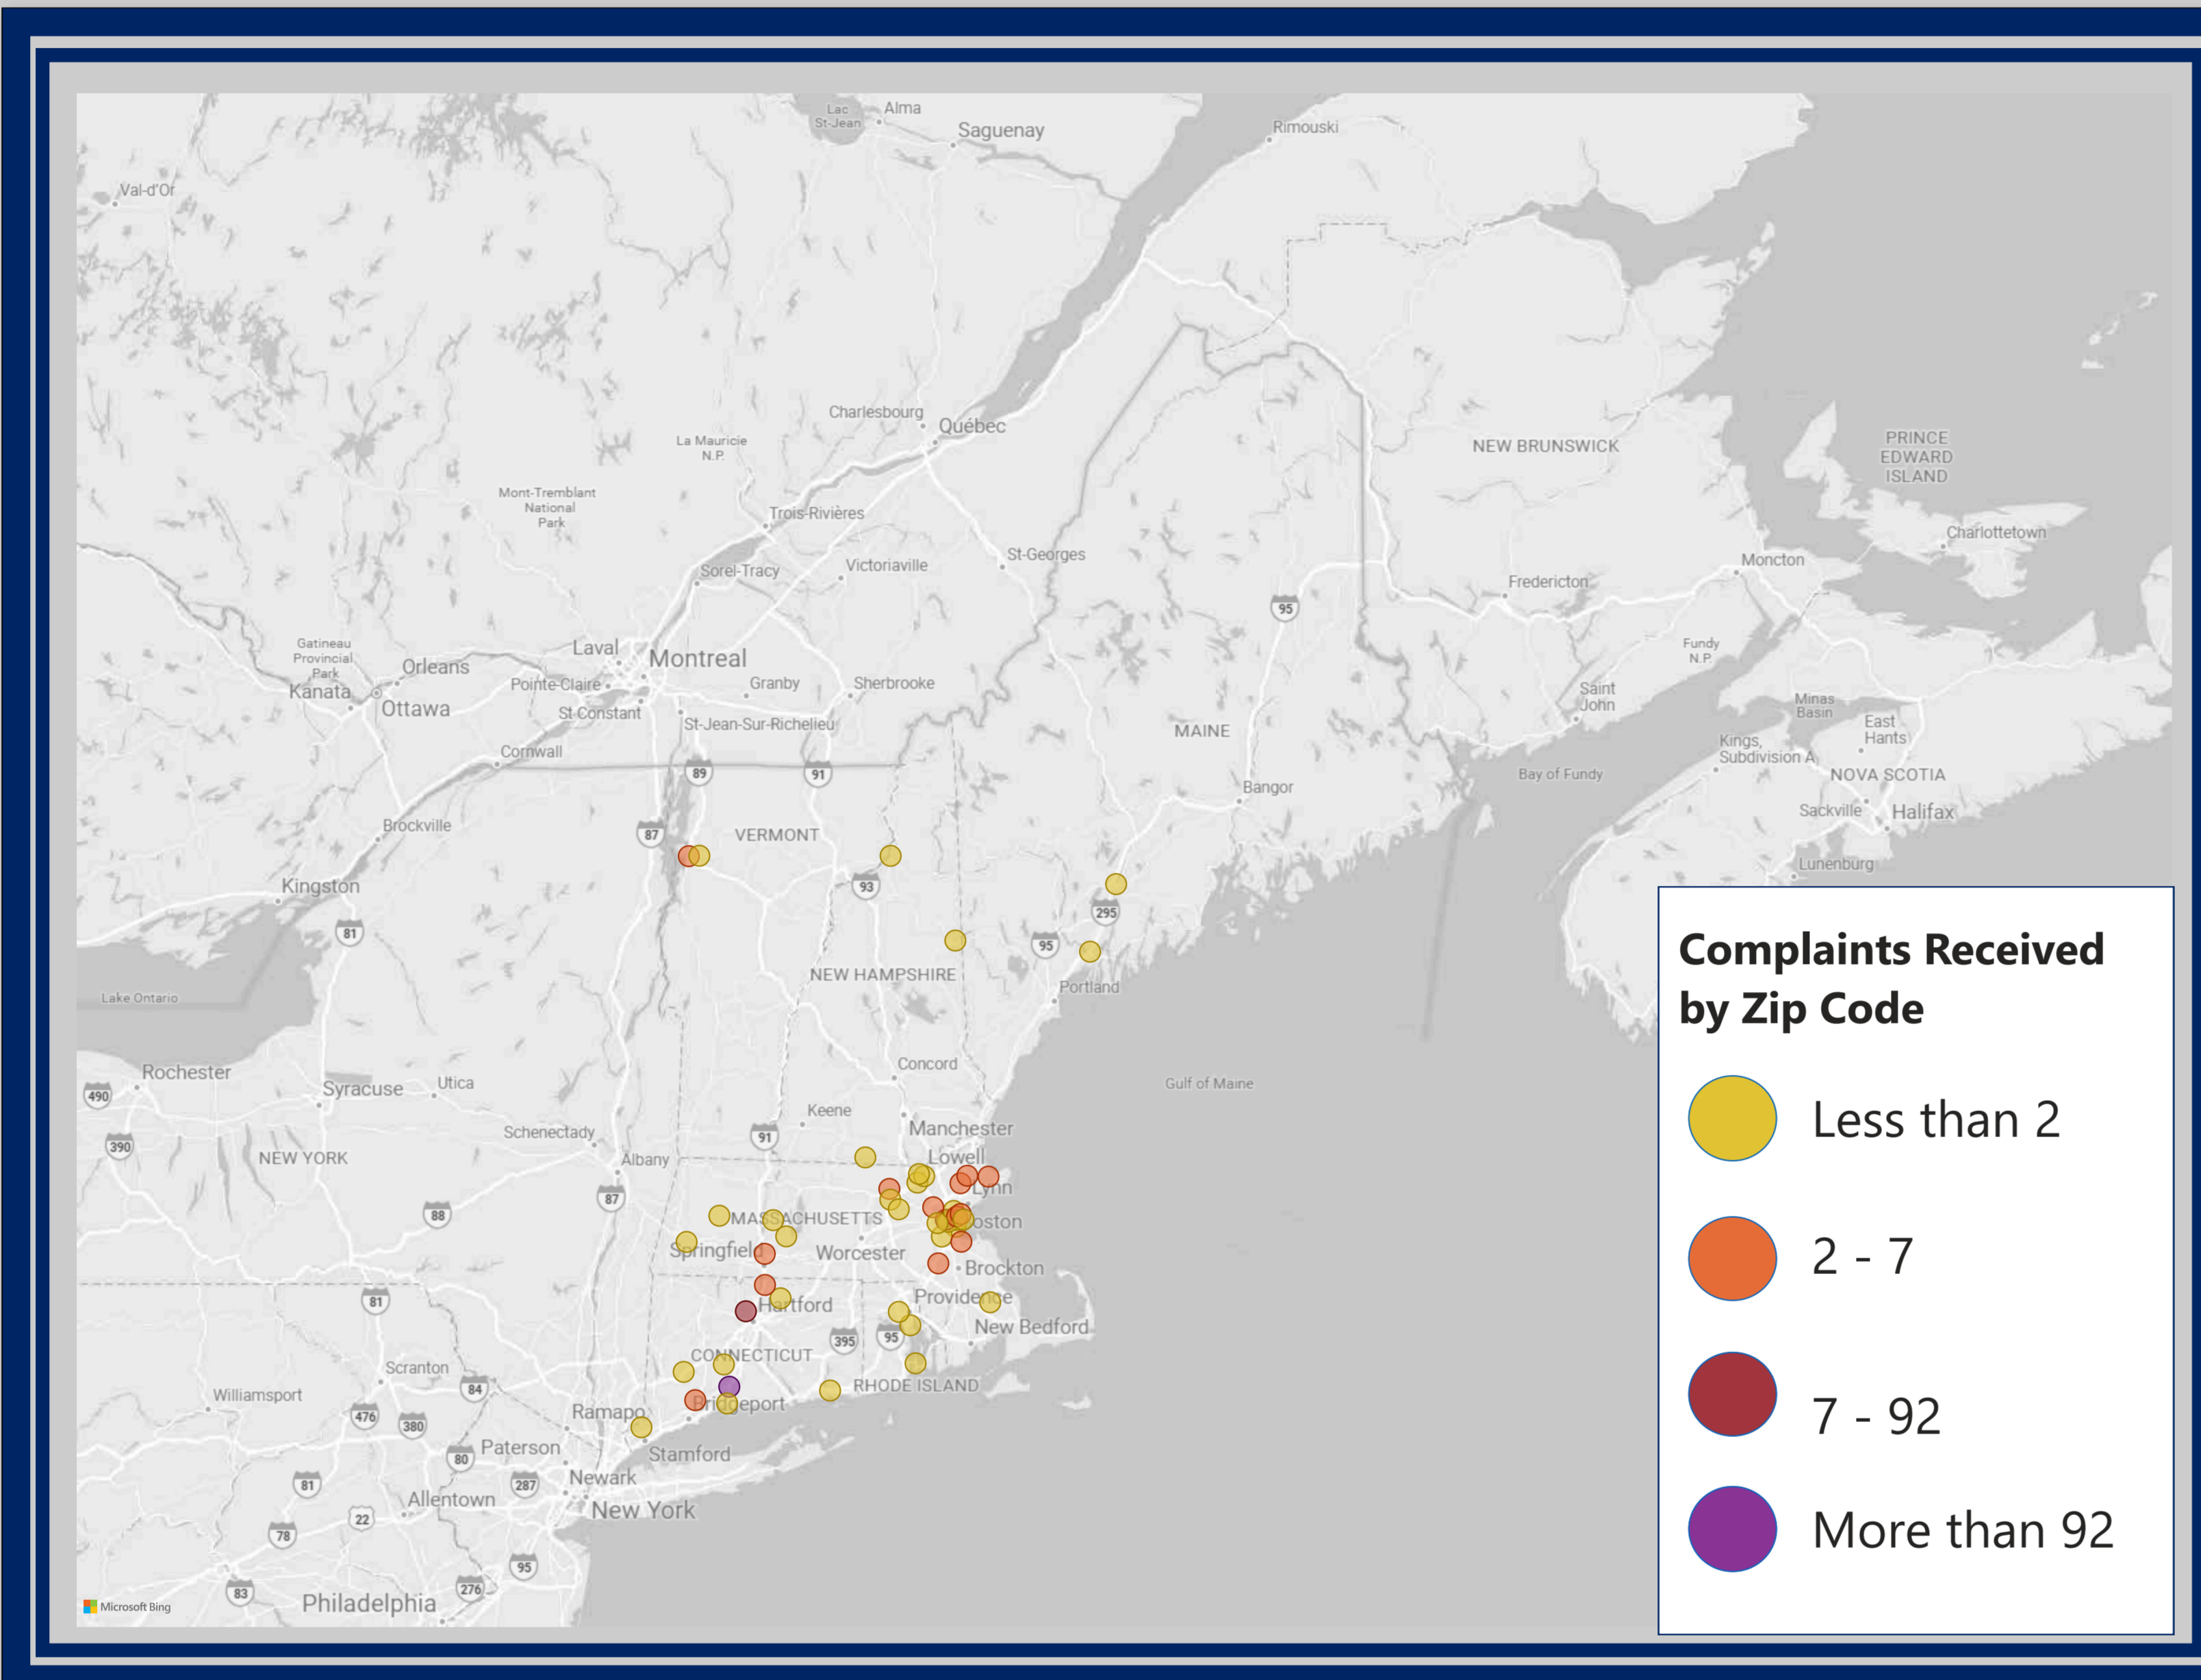 Lac
St-Jean
Alma
Saguenay
Rimouski
Val-d'Or
Charlesbourg
Québec
La Mauricie
N.P.
NEW BRUNSWICK
PRINCE
EDWARD
ISLAND
Mont-Tremblant
National
Park
Trois-Rivières
Charlottetown
St-Georges
Moncton
Victoriaville
Sorel-Tracy
Fredericton
95
Gatineau
Provincial
Park
Laval
Montreal
Fundy
N.P.
Orleans
Kanata
Ottawa
Pointe-Claire
Granby
Sherbrooke
St Constant
St-Jean-Sur-Richelieu
Saint
John
Minas
Basin
East
Hants
MAINE
Cornwall
Kings,
Subdivision A
89
91
Bay of Fundy
NOVA SCOTIA
Bangor
Sackville
Halifax
Brockville
87
VERMONT
Lunenburg
Kingston
93
295
81
95
NEW HAMPSHIRE
Portland
Lake Ontario
Concord
Rochester
Gulf of Maine
Syracuse
Utica
490
Keene
Manchester
Schenectady
91
390
NEW YORK
Albany
Lowell
Lynn
87
88
MASSACHUSETTS
oston
Springfield
Worcester
Brockton
81
Hartford
Providence
New Bedford
395
95
CONNECTICUT
Scranton
84
RHODE ISLAND
Williamsport
476
380
Bridgeport
Ramapo
Paterson
80
Stamford
81
287
Newark
Allentown
22
New York
78
95
276
83
Philadelphia
Microsoft Bing
Complaints Received
by Zip Code
Less than 2
2 - 7
7 - 92
More than 92